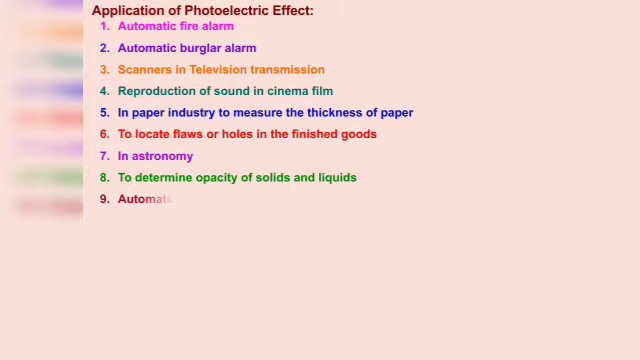 Application of Photoelectric Effect:
1. Automatic fire alarm
2. Automatic burglar alarm
3. Scanners in Television transmission
4. Reproduction of sound in cinema film
5. In paper industry to measure the thickness of paper
6. To locate flaws or holes in the finished goods
7. In astronomy
8. To determine opacity of solids and liquids
9.